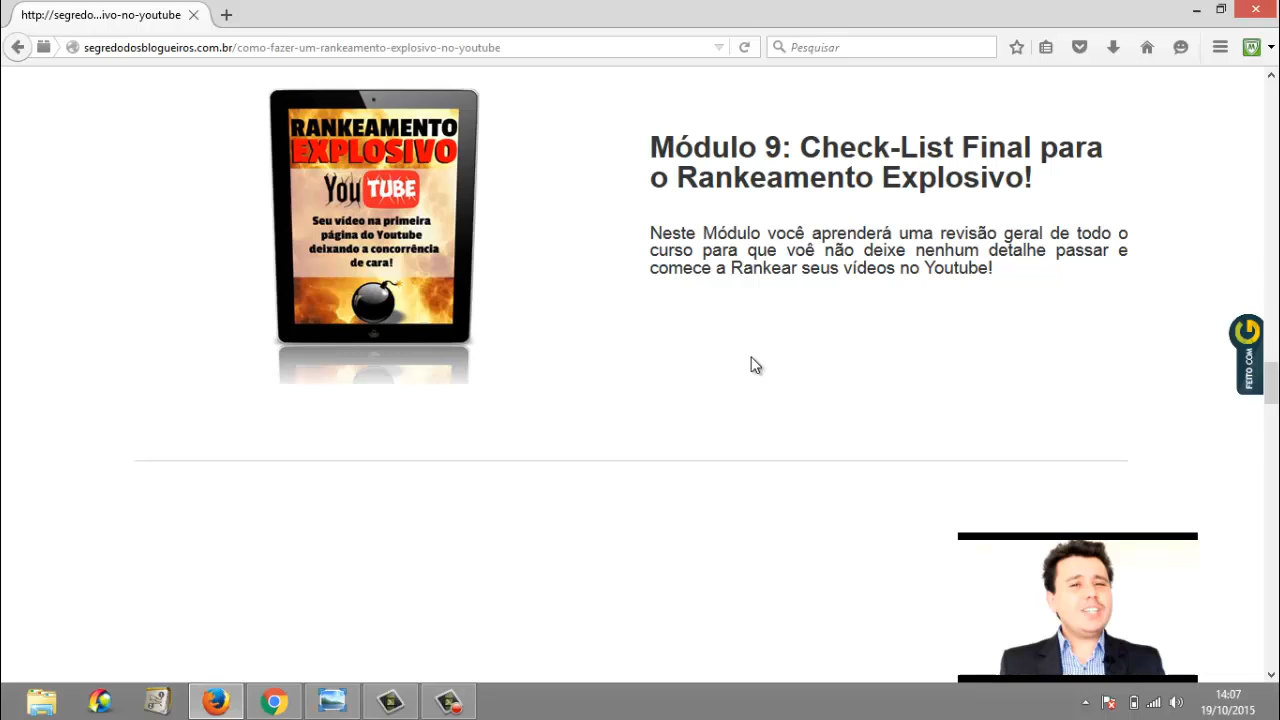 http://segredo...ivo-no-youtube
segredodosblogueiros.com.br/como-fazer-um-rankeamento-explosivo-no-youtube
Pesquisar
RANKEAMENTO
EXPLOSIVO
YouTUBE
Seu vídeo na primeira
página do Youtube
deixando a concorrência
de cara!
Módulo 9: Check-List Final para
o Rankeamento Explosivo!
Neste Módulo você aprenderá uma revisão geral de todo o
curso para que voê não deixe nenhum detalhe passar e
comece a Rankear seus vídeos no Youtube!
FEITO COM
14:07
19/10/2015